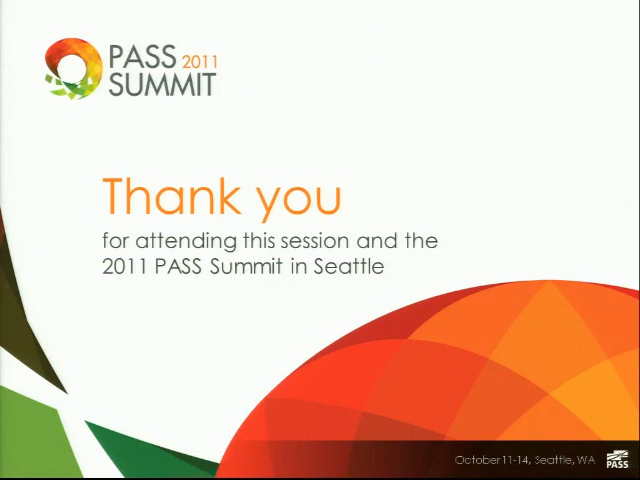 PASS 2011
SUMMIT
Thank you
for attending this session and the
2011 PASS Summit in Seattle
October 11-14, Seattle, WA
PASS